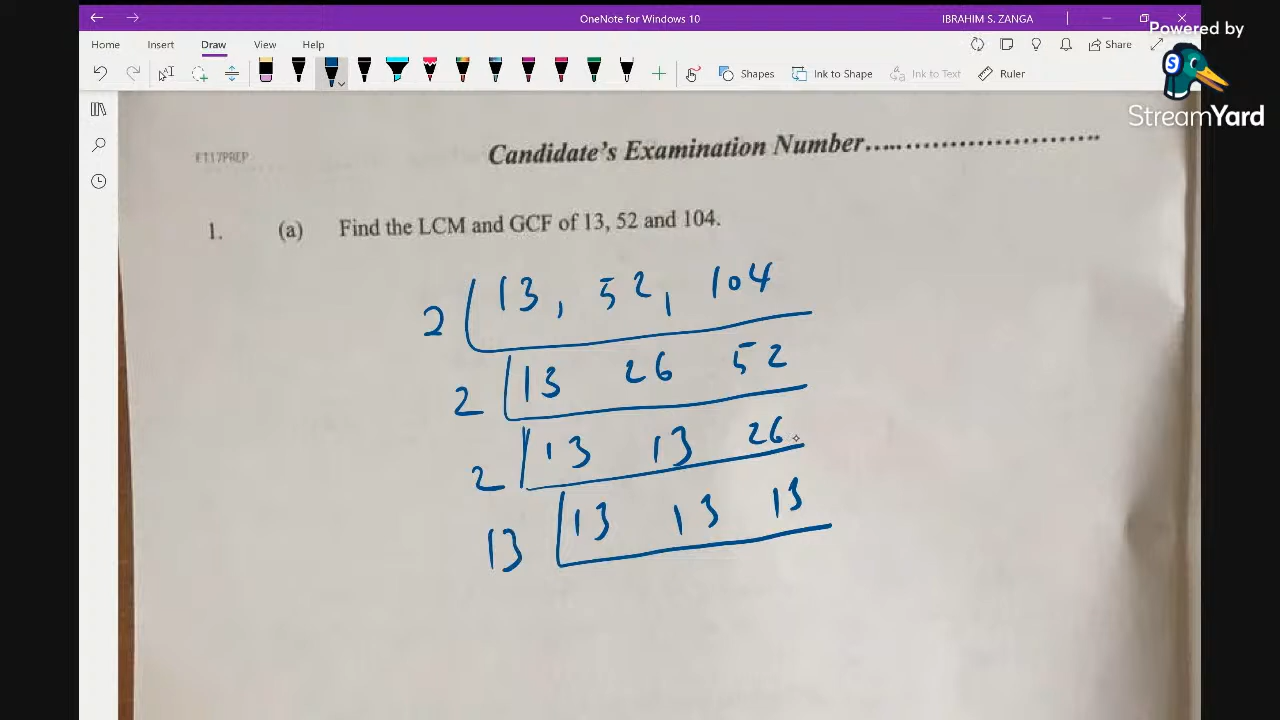 OneNote for Windows 10
IBRAHIM S. ZANGA
Powered by
StreamYard
Home Insert Draw View Help
Share
Shapes Ink to Shape Ink to Text Ruler
E117PREP
Candidate's Examination Number.................................
1. (a) Find the LCM and GCF of 13, 52 and 104.
2 13, 52, 104
2 13 26 52
2 13 13 26
13 13 13 13